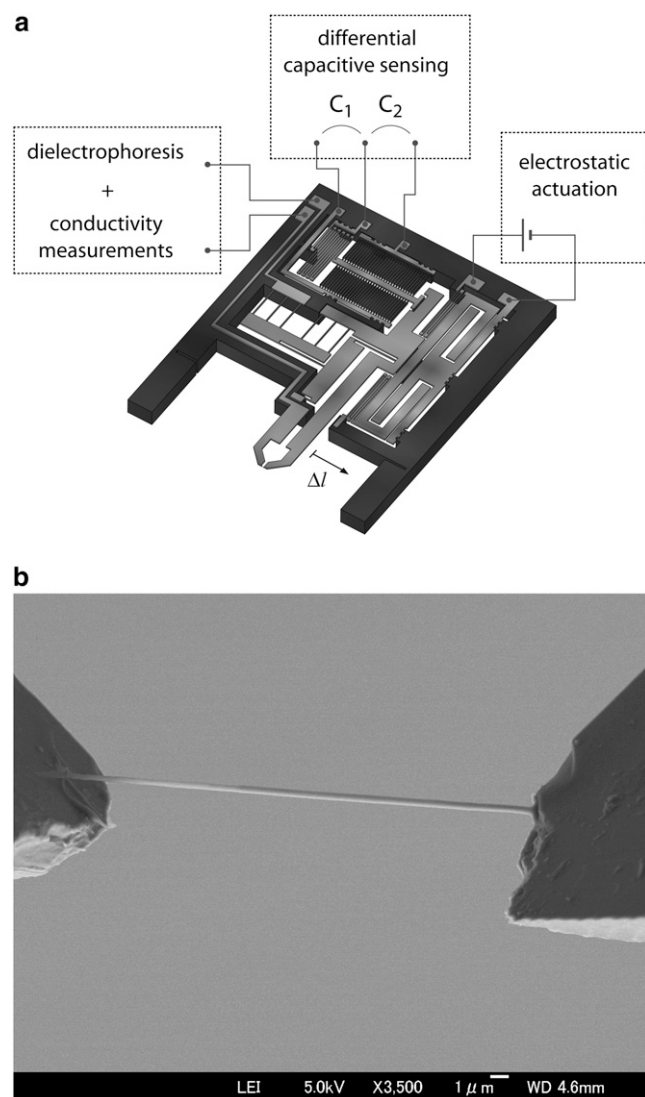 a
differential
capacitive sensing
C₁ C₂
dielectrophoresis
+
conductivity
measurements
electrostatic
actuation
Δl
b
LEI 5.0kV X3,500 1 μm WD 4.6mm